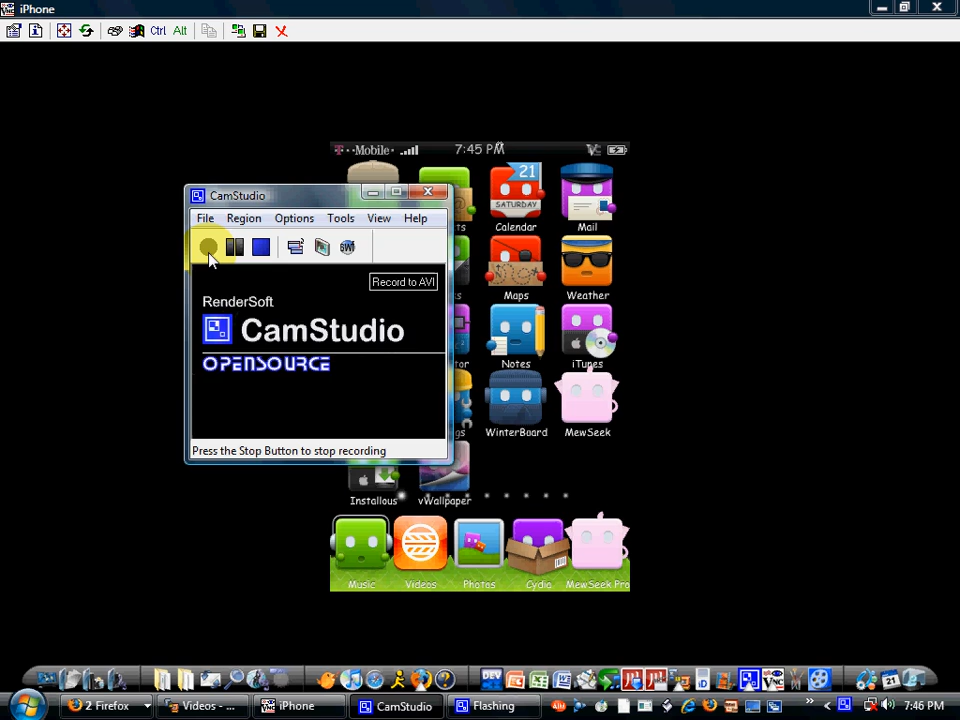 iPhone
Ctrl Alt
T··Mobile· 7:45 PM
21
SATURDAY
Calendar
Mail
CamStudio
File Region Options Tools View Help
Maps
Weather
Record to AVI
RenderSoft
CamStudio
OPENSOURCE
Notes
iTunes
WinterBoard
MewSeek
Press the Stop Button to stop recording
Installous
vWallpaper
Music
Videos
Photos
Cydia
MewSeek Pro
DEV
VNC
2 Firefox
Videos - ...
iPhone
CamStudio
Flashing
7:46 PM